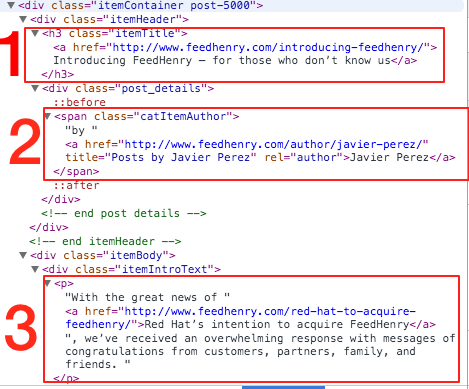 ▼<div class="itemContainer post-5000">
▼<div class="itemHeader">
1
▼<h3 class="itemTitle">
<a href="http://www.feedhenry.com/introducing-feedhenry/">
Introducing FeedHenry – for those who don’t know us</a>
</h3>
▼<div class="post_details">
::before
2
▼<span class="catItemAuthor">
"by "
<a href="http://www.feedhenry.com/author/javier-perez/"
title="Posts by Javier Perez" rel="author">Javier Perez</a>
</span>
::after
</div>
<!-- end post details -->
</div>
<!-- end itemHeader -->
▼<div class="itemBody">
▼<div class="itemIntroText">
3
▼<p>
"With the great news of "
<a href="http://www.feedhenry.com/red-hat-to-acquire-
feedhenry/">Red Hat’s intention to acquire FeedHenry</a>
", we’ve received an overwhelming response with messages of
congratulations from customers, partners, family, and
friends. "
</p>